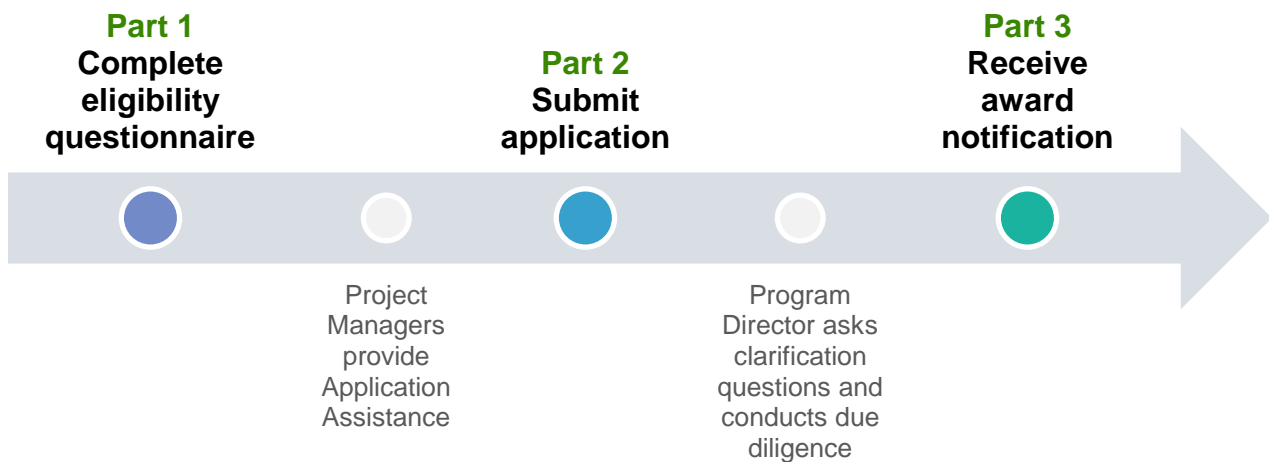 Part 1
Complete
eligibility
questionnaire
Project
Managers
provide
Application
Assistance
Part 2
Submit
application
Program
Director asks
clarification
questions and
conducts due
diligence
Part 3
Receive
award
notification